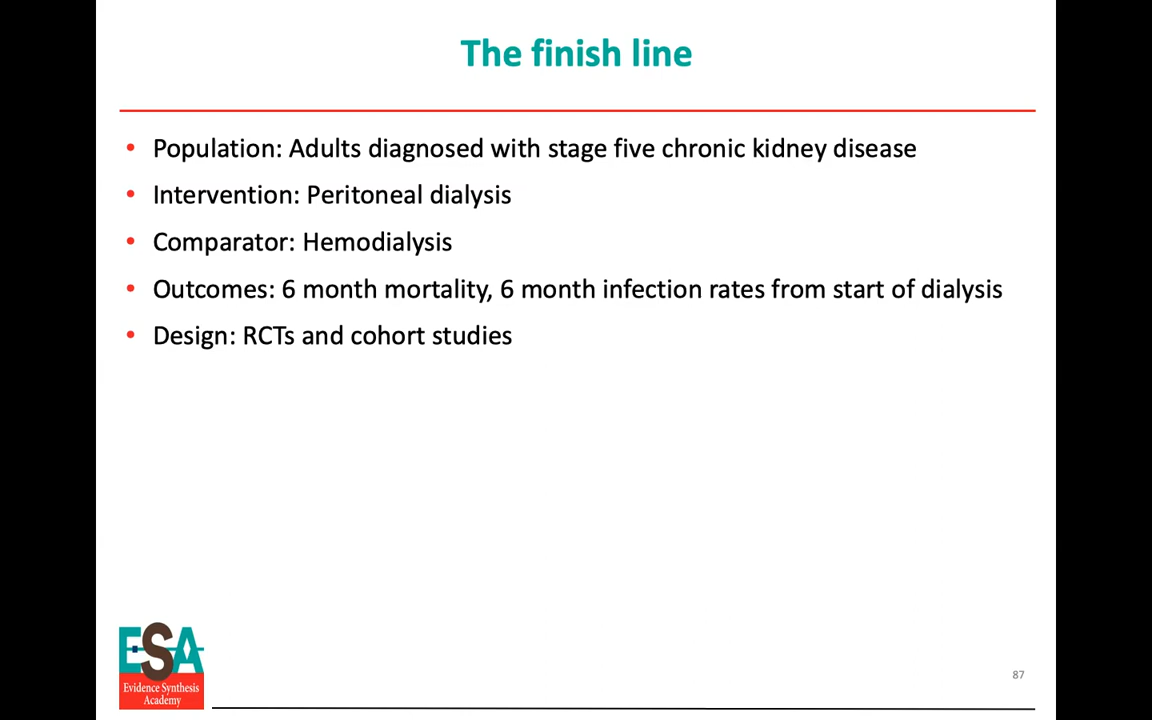 The finish line
• Population: Adults diagnosed with stage five chronic kidney disease
• Intervention: Peritoneal dialysis
• Comparator: Hemodialysis
• Outcomes: 6 month mortality, 6 month infection rates from start of dialysis
• Design: RCTs and cohort studies
ESA
Evidence Synthesis
Academy
87